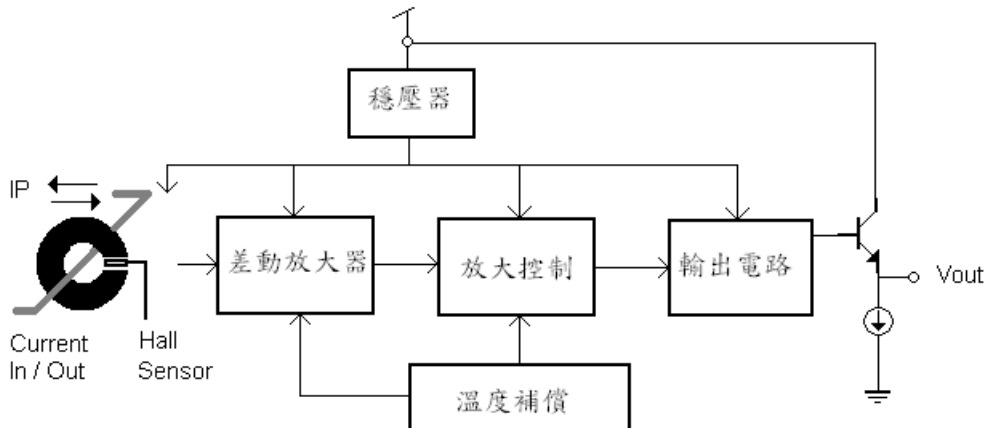 穩壓器
IP
差動放大器
放大控制
輸出電路
Vout
Current
In / Out
Hall
Sensor
溫度補償